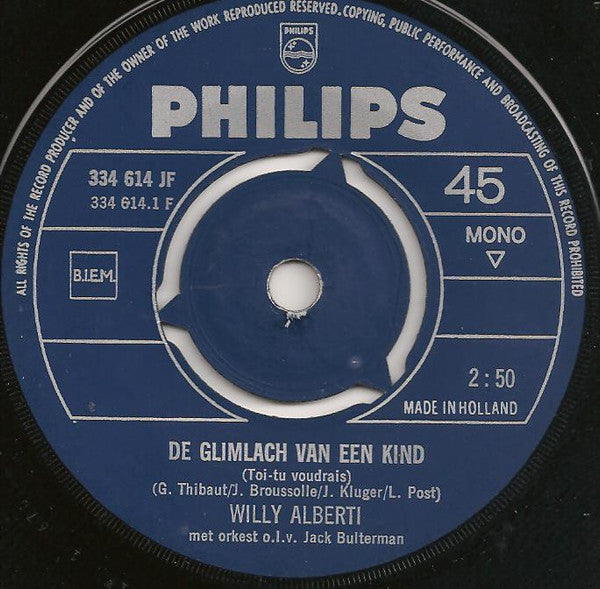 ALL RIGHTS OF THE RECORD PRODUCER AND OF THE OWNER OF THE WORK REPRODUCED RESERVED. COPYING, PUBLIC PERFORMANCE AND BROADCASTING OF THIS RECORD PROHIBITED
PHILIPS
PHILIPS
334 614 JF
334 614.1 F
45
MONO
B.I.E.M.
2:50
MADE IN HOLLAND
DE GLIMLACH VAN EEN KIND
(Toi-tu voudrais)
(G. Thibaut/J. Broussolle/J. Kluger/L. Post)
WILLY ALBERTI
met orkest o.l.v. Jack Bulterman